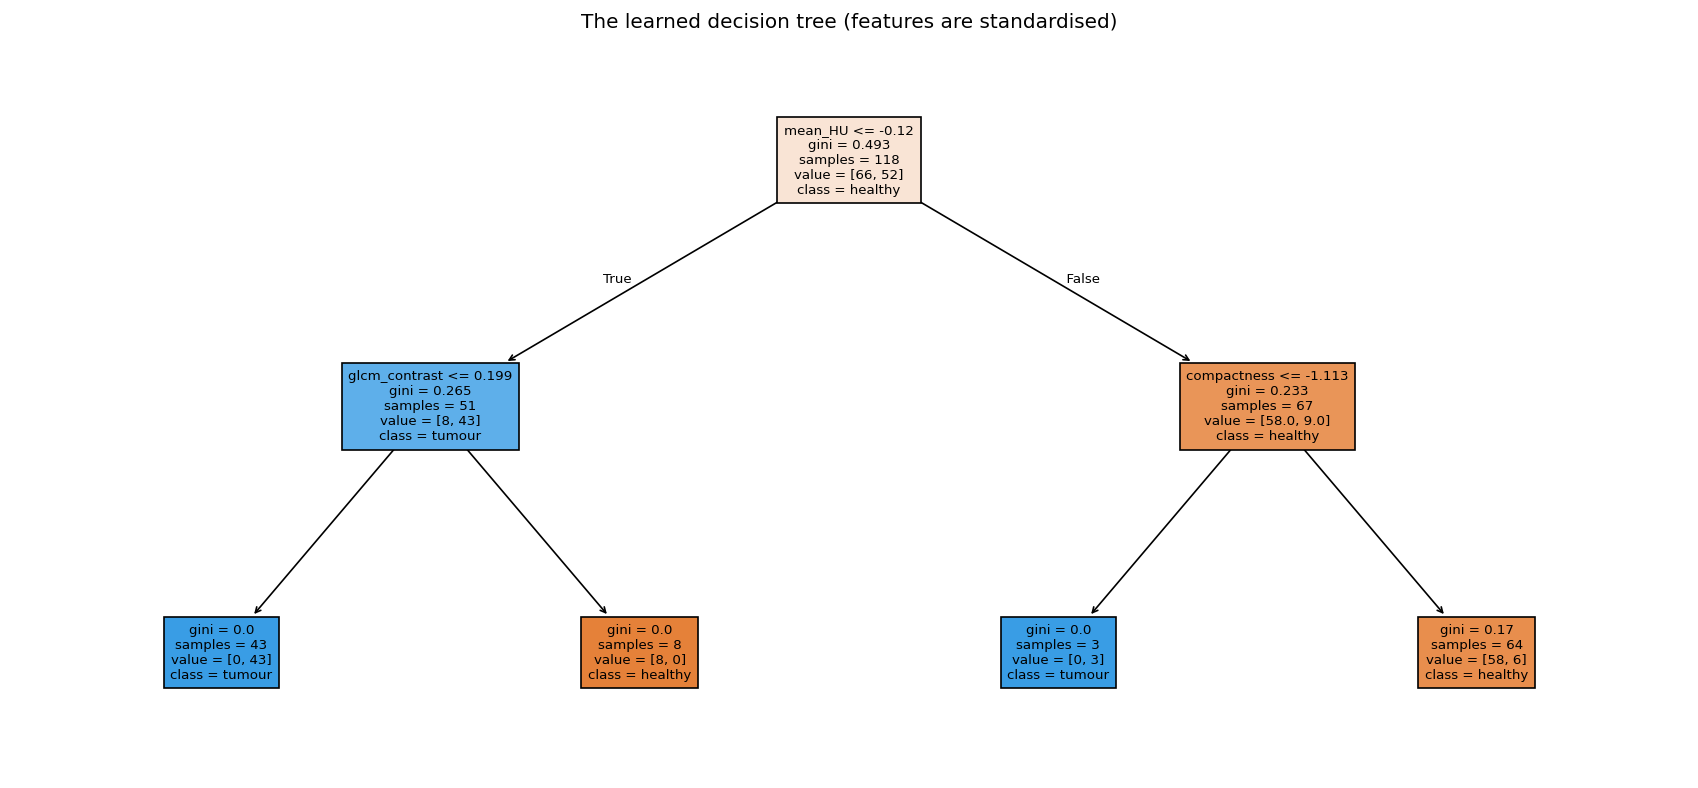 The learned decision tree (features are standardised)
mean_HU <= -0.12
gini = 0.493
samples = 118
value = [66, 52]
class = healthy
True
False
glcm_contrast <= 0.199
gini = 0.265
samples = 51
value = [8, 43]
class = tumour
compactness <= -1.113
gini = 0.233
samples = 67
value = [58.0, 9.0]
class = healthy
gini = 0.0
samples = 43
value = [0, 43]
class = tumour
gini = 0.0
samples = 8
value = [8, 0]
class = healthy
gini = 0.0
samples = 3
value = [0, 3]
class = tumour
gini = 0.17
samples = 64
value = [58, 6]
class = healthy